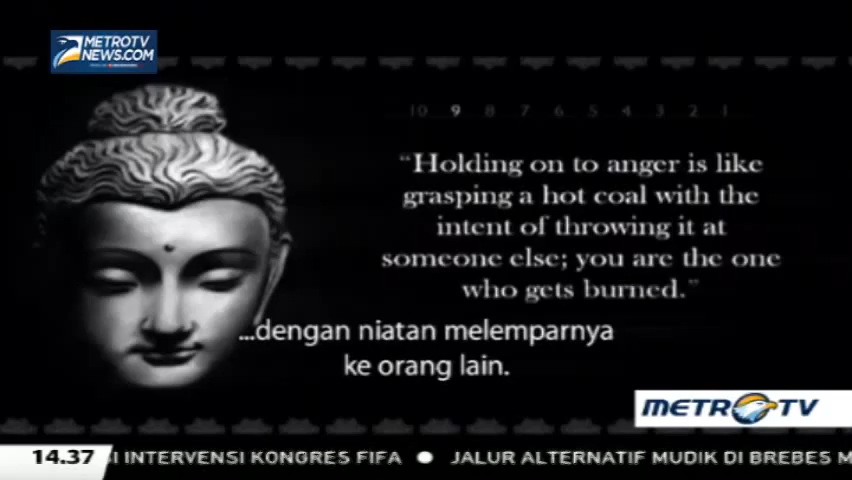 METROTV
NEWS.COM
10 9 8 7 6 5 4 3 2 1
“Holding on to anger is like
grasping a hot coal with the
intent of throwing it at
someone else; you are the one
who gets burned.”
...dengan niatan melemparnya
ke orang lain.
METRO TV
14.37
I INTERVENSI KONGRES FIFA ● JALUR ALTERNATIF MUDIK DI BREBES M